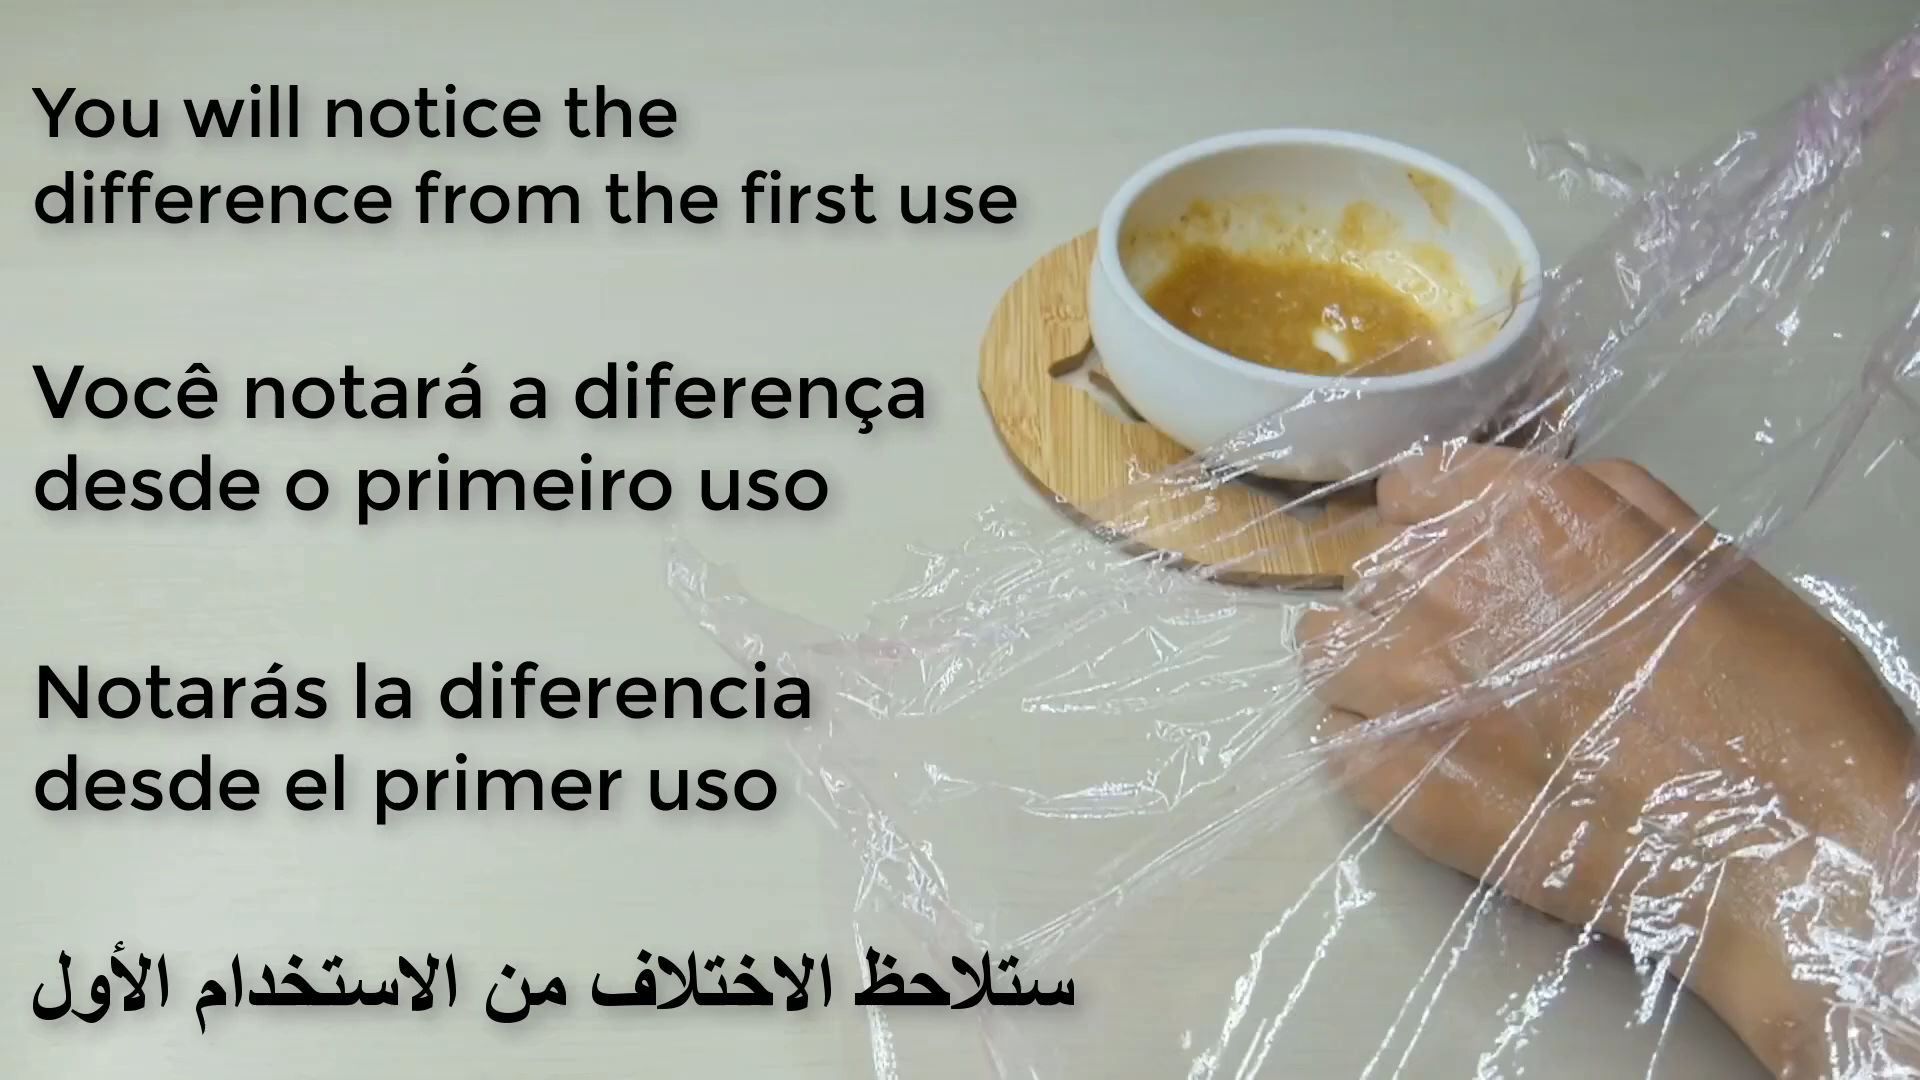 You will notice the
difference from the first use
Você notará a diferença
desde o primeiro uso
Notarás la diferencia
desde el primer uso
ستلاحظ الاختلاف من الاستخدام الأول